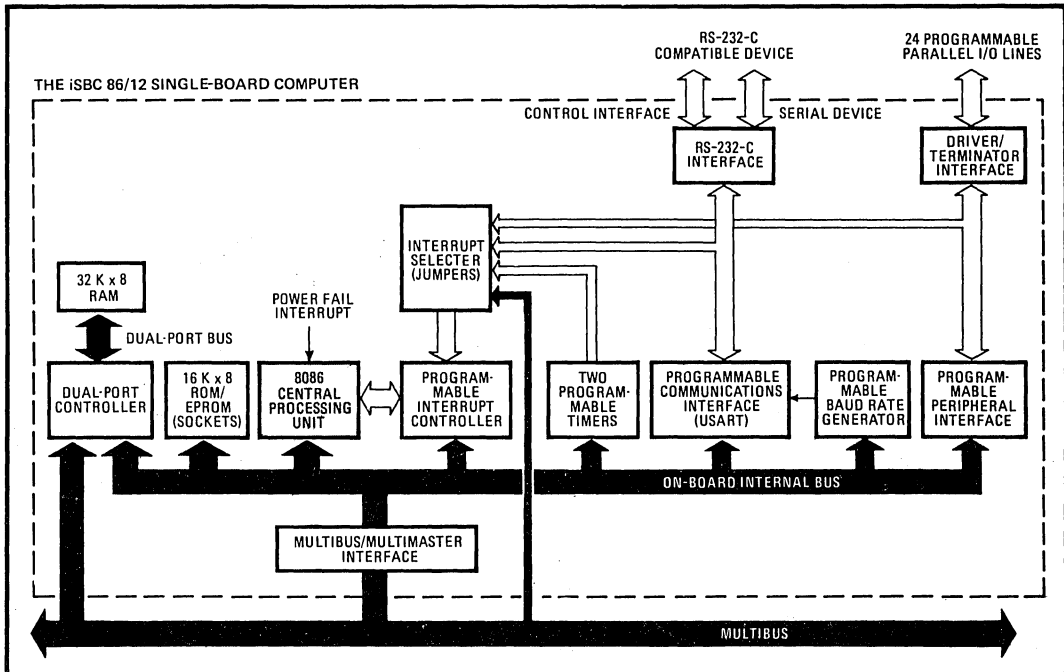 RS-232-C
COMPATIBLE DEVICE
24 PROGRAMMABLE
PARALLEL I/O LINES
THE iSBC 86/12 SINGLE-BOARD COMPUTER
CONTROL INTERFACE
SERIAL DEVICE
RS-232-C
INTERFACE
DRIVER/
TERMINATOR
INTERFACE
INTERRUPT
SELECTER
(JUMPERS)
32 K x 8
RAM
POWER FAIL
INTERRUPT
DUAL-PORT BUS
DUAL-PORT
CONTROLLER
16 K x 8
ROM/
EPROM
(SOCKETS)
8086
CENTRAL
PROCESSING
UNIT
PROGRAM-
MABLE
INTERRUPT
CONTROLLER
TWO
PROGRAM-
MABLE
TIMERS
PROGRAMMABLE
COMMUNICATIONS
INTERFACE
(USART)
PROGRAM-
MABLE
BAUD RATE
GENERATOR
PROGRAM-
MABLE
PERIPHERAL
INTERFACE
ON-BOARD INTERNAL BUS
MULTIBUS/MULTIMASTER
INTERFACE
MULTIBUS